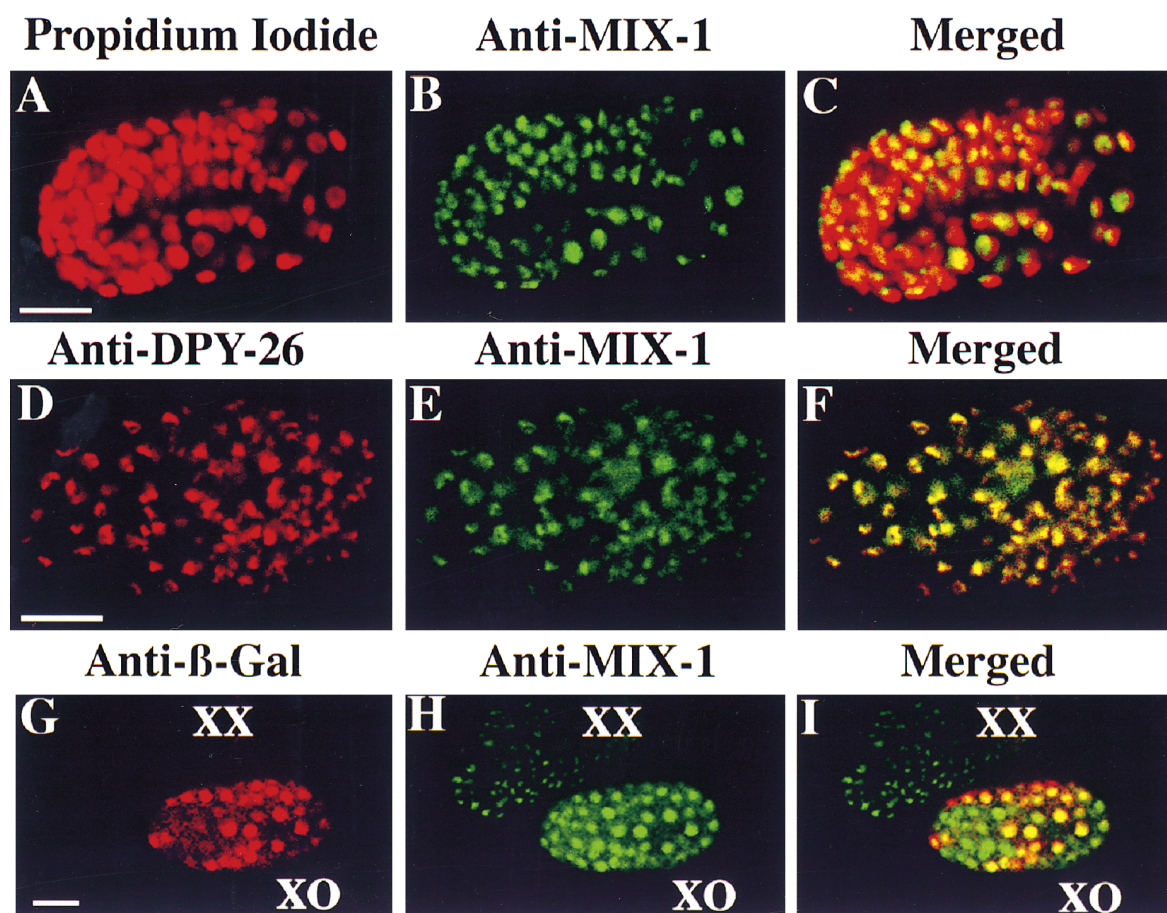 Propidium Iodide Anti-MIX-1 Merged
A B C
Anti-DPY-26 Anti-MIX-1 Merged
D E F
Anti-ß-Gal Anti-MIX-1 Merged
G XX H XX I XX
XO XO XO